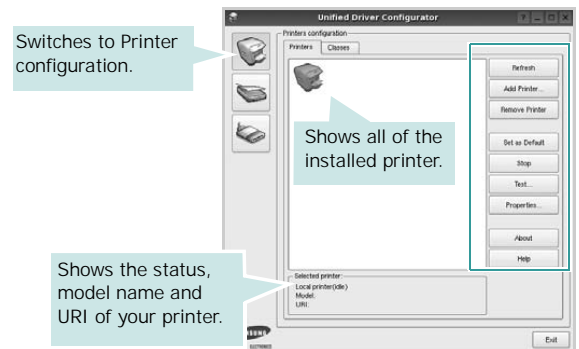 Unified Driver Configurator
Switches to Printer
configuration.
Printers configuration
Printers
Classes
Refresh
Add Printer...
Remove Printer
Set as Default
Stop
Test...
Properties...
About
Help
Shows all of the
installed printer.
Shows the status,
model name and
URI of your printer.
Selected printer:
Local printer(idle)
Model:
URI:
SAMSUNG
ELECTRONICS
Exit